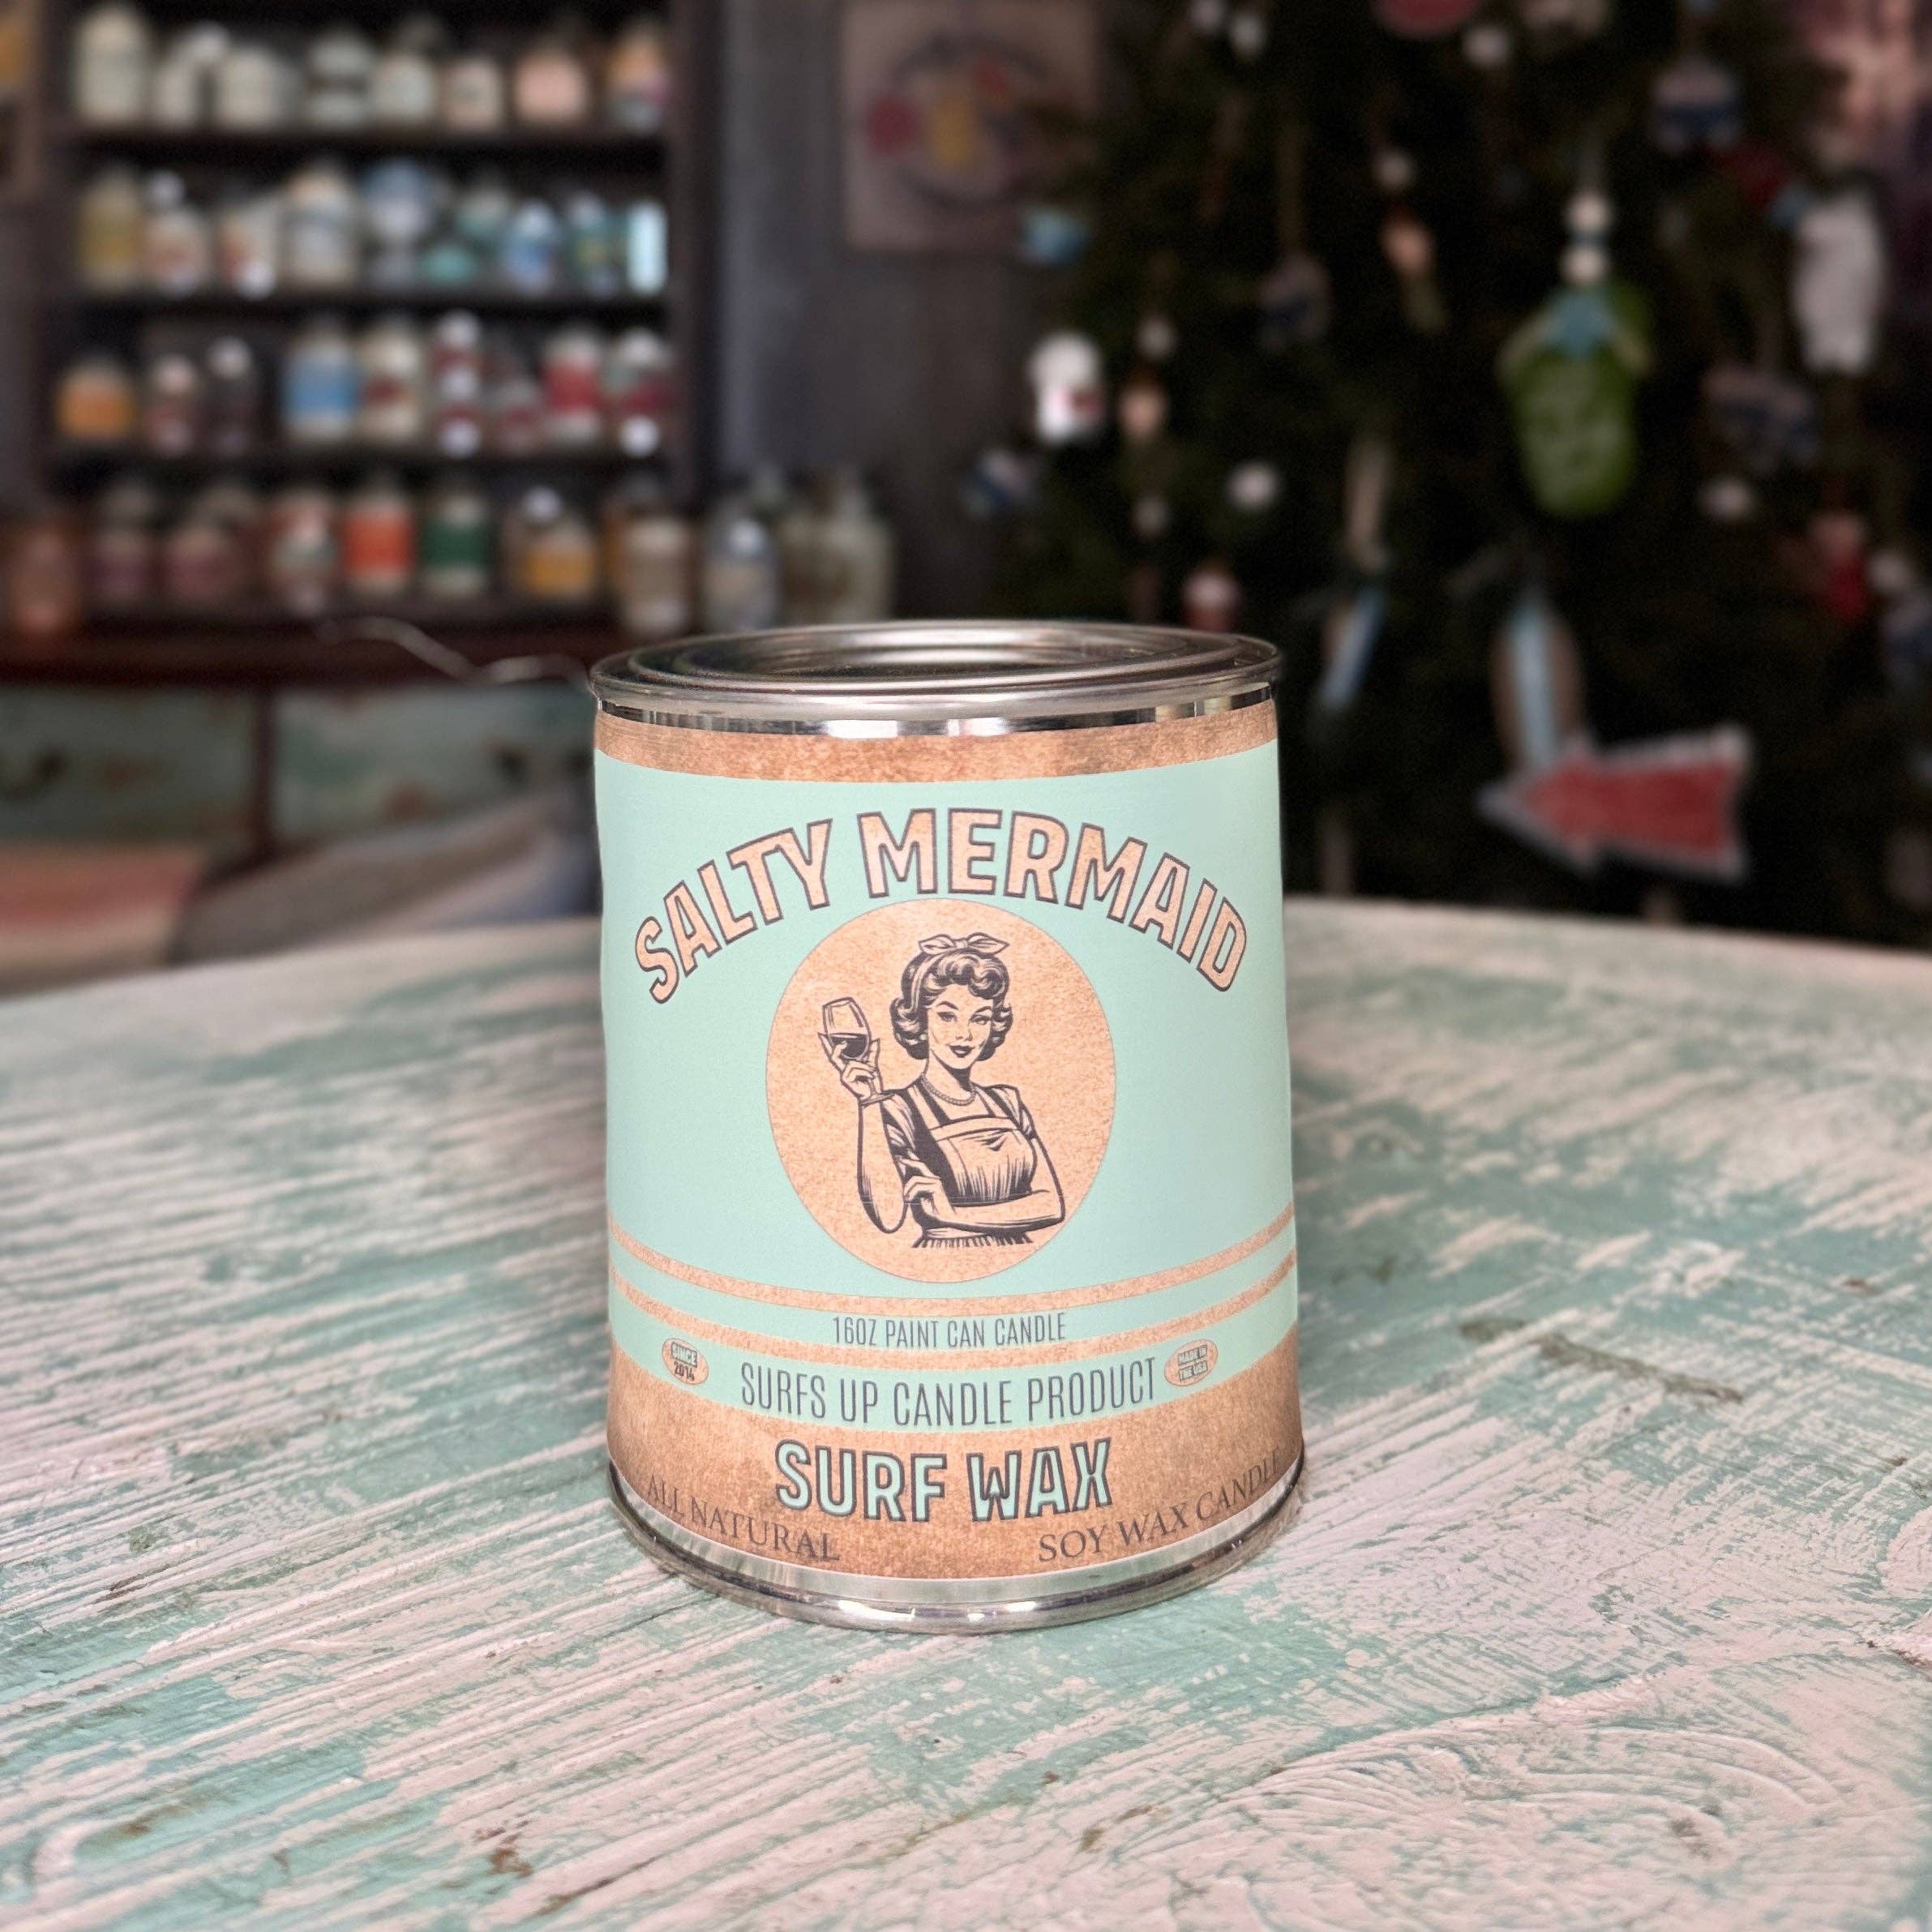 SALTY MERMAID
16OZ PAINT CAN CANDLE
SINCE 2014
SURFS UP CANDLE PRODUCT
MADE IN THE USA
SURF WAX
ALL NATURAL
SOY WAX CANDLE